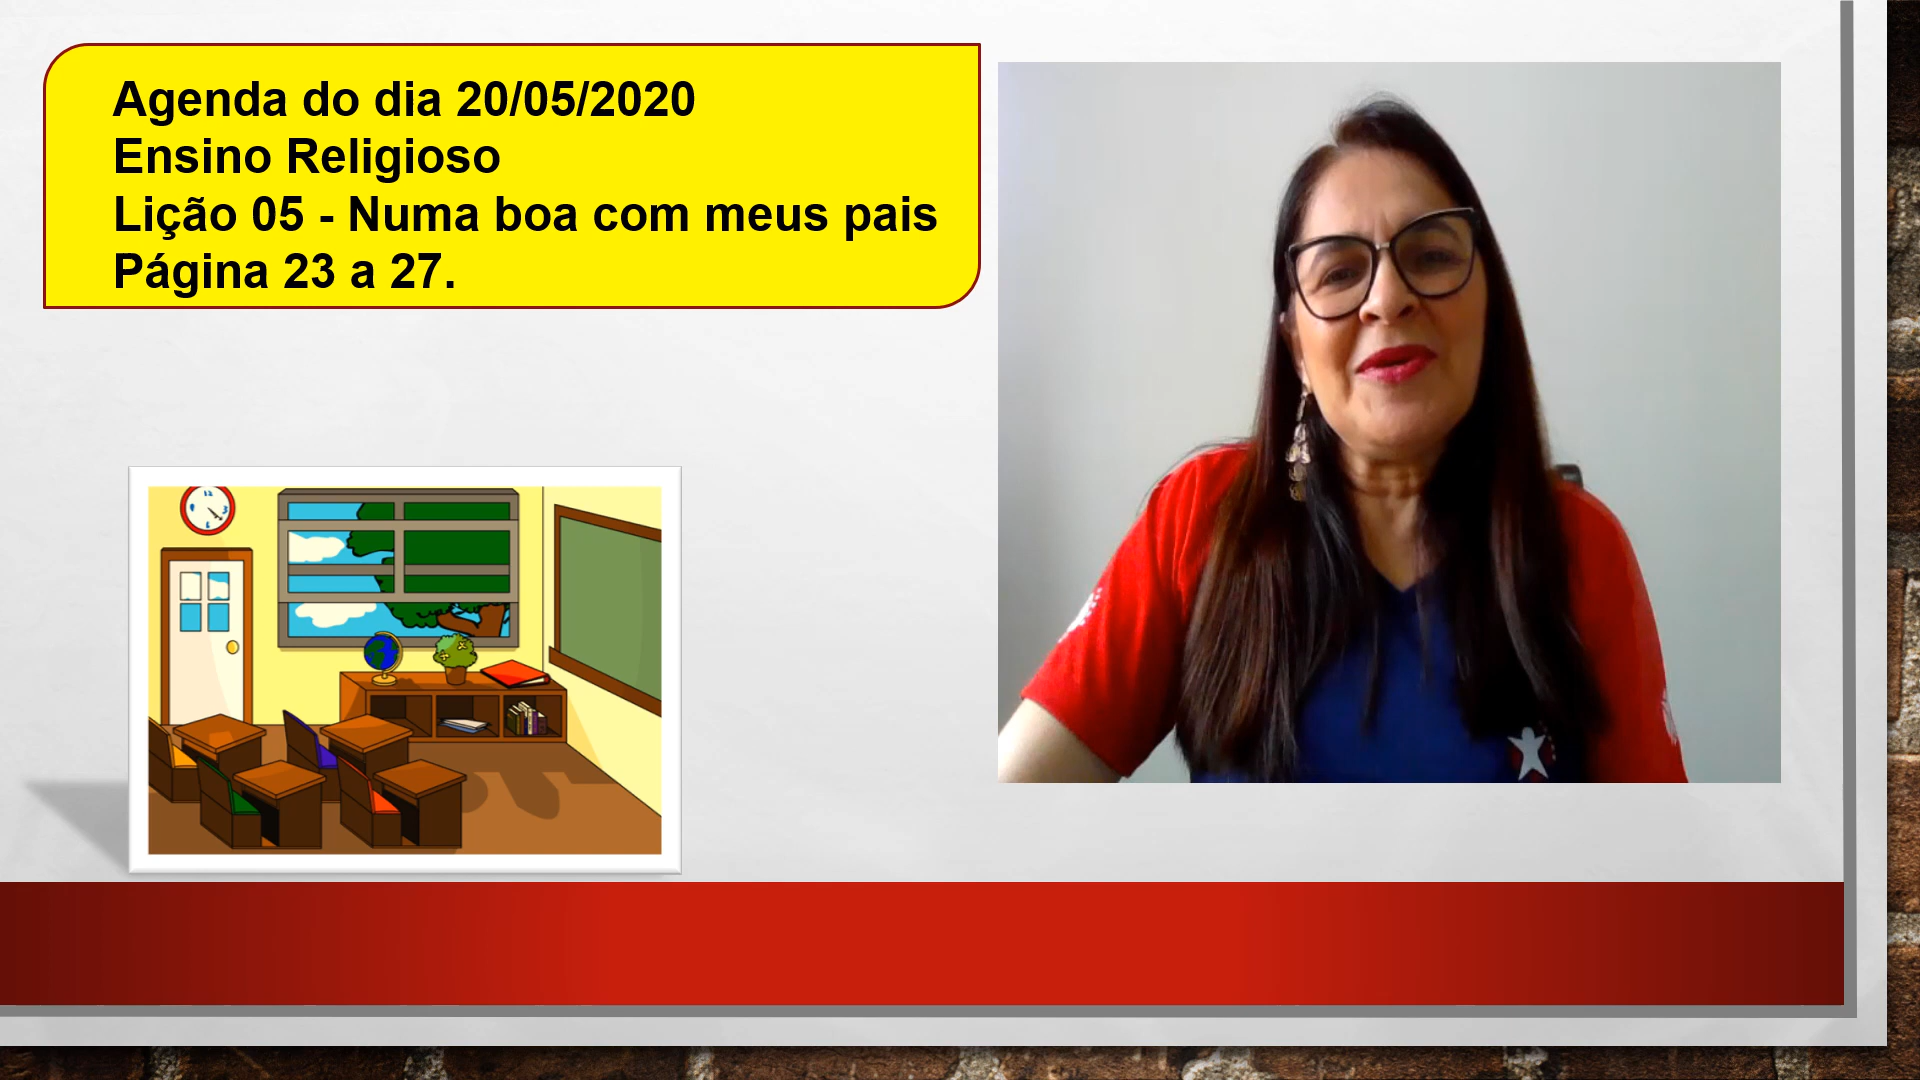 Agenda do dia 20/05/2020
Ensino Religioso
Lição 05 - Numa boa com meus pais
Página 23 a 27.